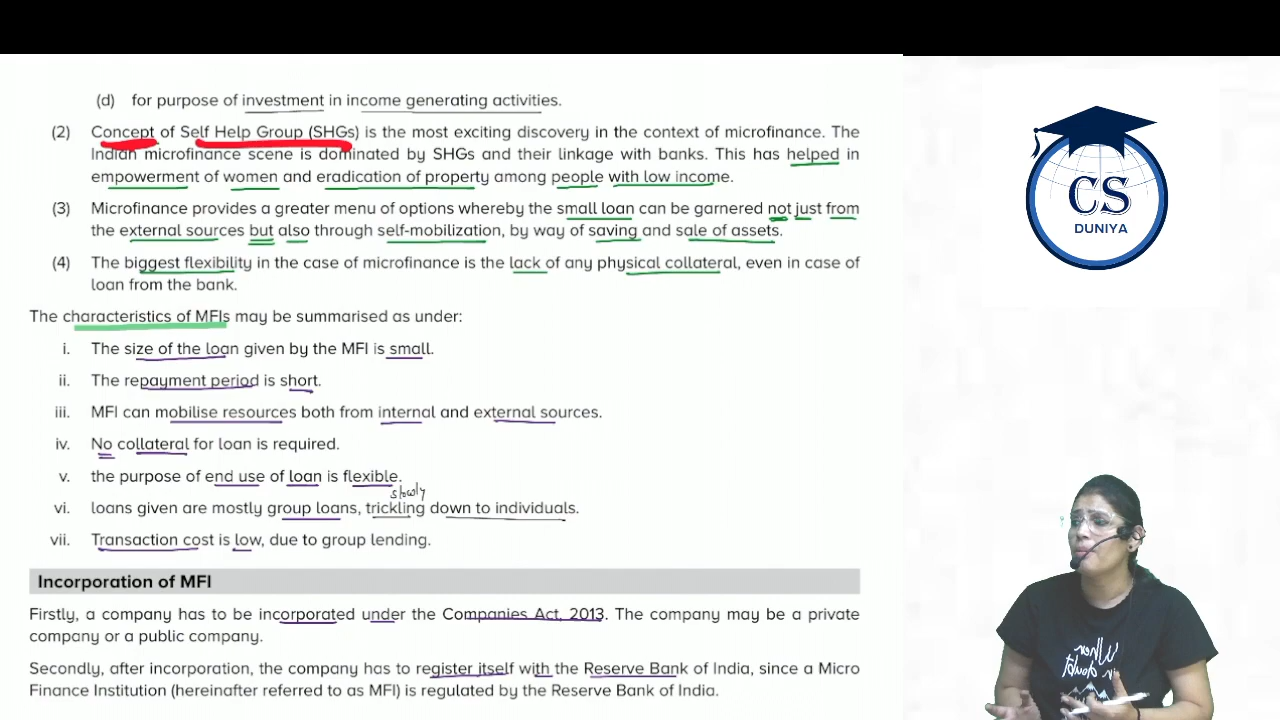 (d) for purpose of investment in income generating activities.
(2) Concept of Self Help Group (SHGs) is the most exciting discovery in the context of microfinance. The
Indian microfinance scene is dominated by SHGs and their linkage with banks. This has helped in
empowerment of women and eradication of property among people with low income.
(3) Microfinance provides a greater menu of options whereby the small loan can be garnered not just from
the external sources but also through self-mobilization, by way of saving and sale of assets.
(4) The biggest flexibility in the case of microfinance is the lack of any physical collateral, even in case of
loan from the bank.
The characteristics of MFIs may be summarised as under:
i. The size of the loan given by the MFI is small.
ii. The repayment period is short.
iii. MFI can mobilise resources both from internal and external sources.
iv. No collateral for loan is required.
v. the purpose of end use of loan is flexible.
slowly
vi. loans given are mostly group loans, trickling down to individuals.
vii. Transaction cost is low, due to group lending.
Incorporation of MFI
Firstly, a company has to be incorporated under the Companies Act, 2013. The company may be a private
company or a public company.
Secondly, after incorporation, the company has to register itself with the Reserve Bank of India, since a Micro
Finance Institution (hereinafter referred to as MFI) is regulated by the Reserve Bank of India.
CS
DUNIYA
When
in doubt